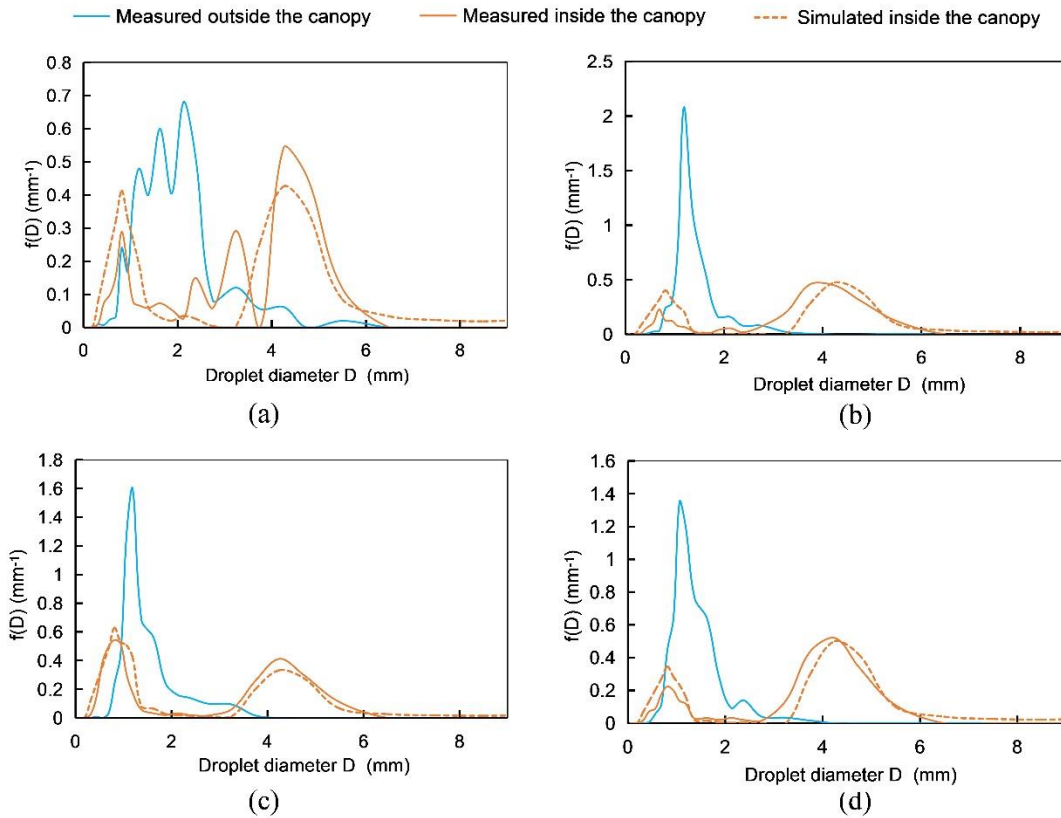 Measured outside the canopy Measured inside the canopy Simulated inside the canopy
0.8
0.7
0.6
0.5
0.4
0.3
0.2
0.1
0
f(D) (mm-1)
0 2 4 6 8
Droplet diameter D (mm)
(a)
2.5
2
1.5
1
0.5
0
f(D) (mm-1)
0 2 4 6 8
Droplet diameter D (mm)
(b)
1.8
1.6
1.4
1.2
1
0.8
0.6
0.4
0.2
0
f(D) (mm-1)
0 2 4 6 8
Droplet diameter D (mm)
(c)
1.6
1.4
1.2
1
0.8
0.6
0.4
0.2
0
f(D) (mm-1)
0 2 4 6 8
Droplet diameter D (mm)
(d)